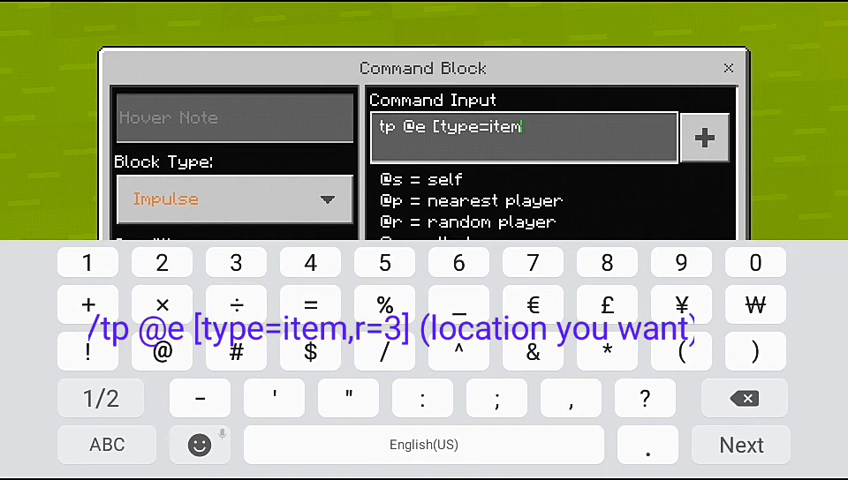 Command Block ×
Hover Note
Command Input
tp @e [type=item
+
Block Type:
Impulse
@s = self
@p = nearest player
@r = random player
1 2 3 4 5 6 7 8 9 0
+ × ÷ = % _ € £ ¥ ₩
/tp @e [type=item,r=3] (location you want)
! @ # $ / ^ & * ( )
1/2 - ' " : ; , ?
ABC English(US) . Next